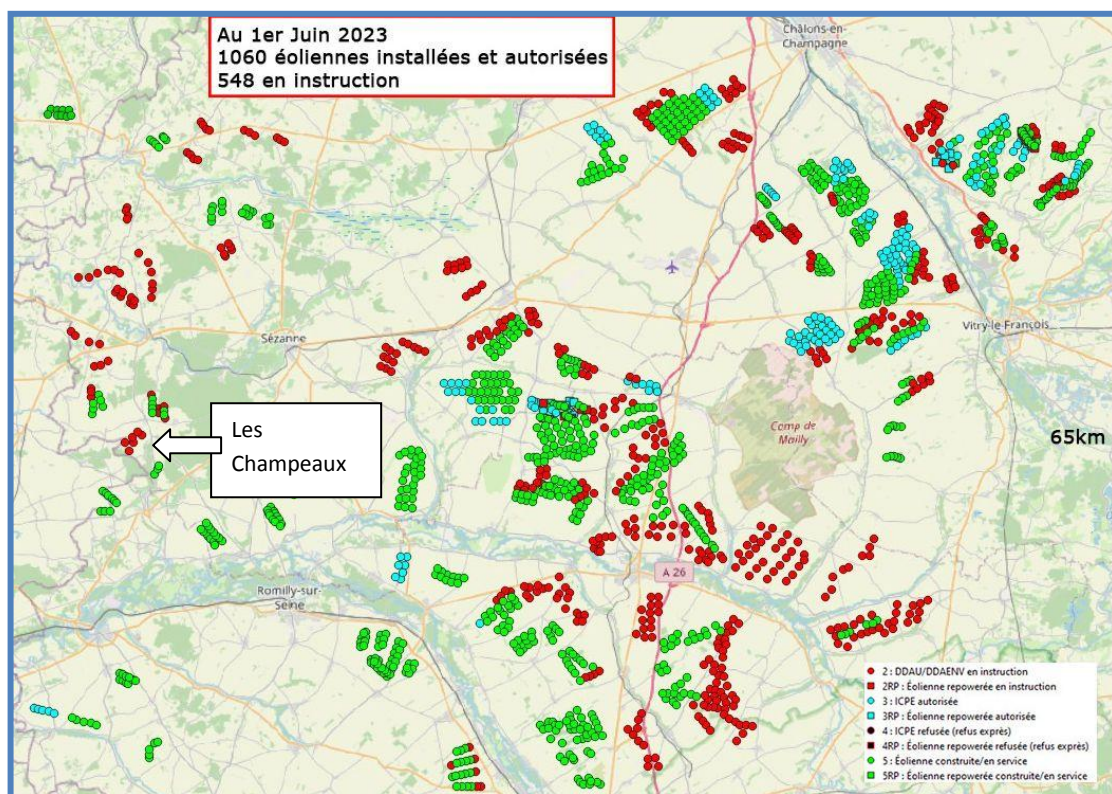 Au 1er Juin 2023
1060 éoliennes installées et autorisées
548 en instruction
Châlons-en-
Champagne
Sézanne
Vitry-le-François
Les
Champeaux
Camp de
Mailly
65km
A 26
Romilly-sur-
Seine
2 : DDAU/DDAENV en instruction
2RP : Éolienne repowerée en instruction
3 : ICPE autorisée
3RP : Éolienne repowerée autorisée
4 : ICPE refusée (refus exprès)
4RP : Éolienne repowerée refusée (refus exprès)
5 : Éolienne construite/en service
5RP : Éolienne repowerée construite/en service